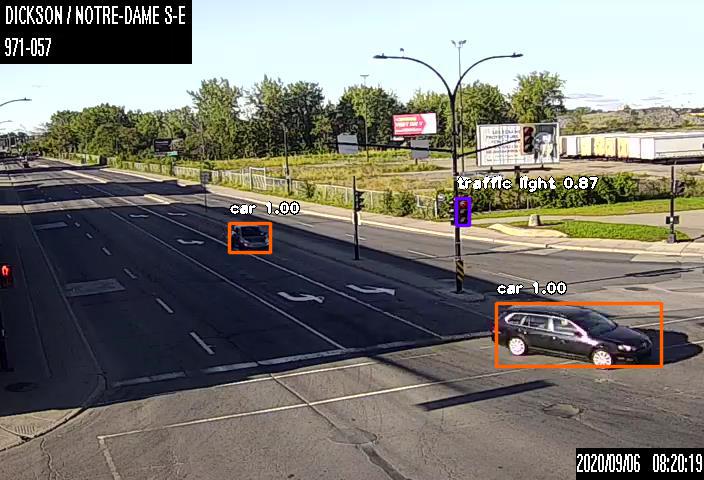 DICKSON / NOTRE-DAME S-E
971-057
traffic light 0.87
car 1.00
car 1.00
2020/09/06 08:20:19